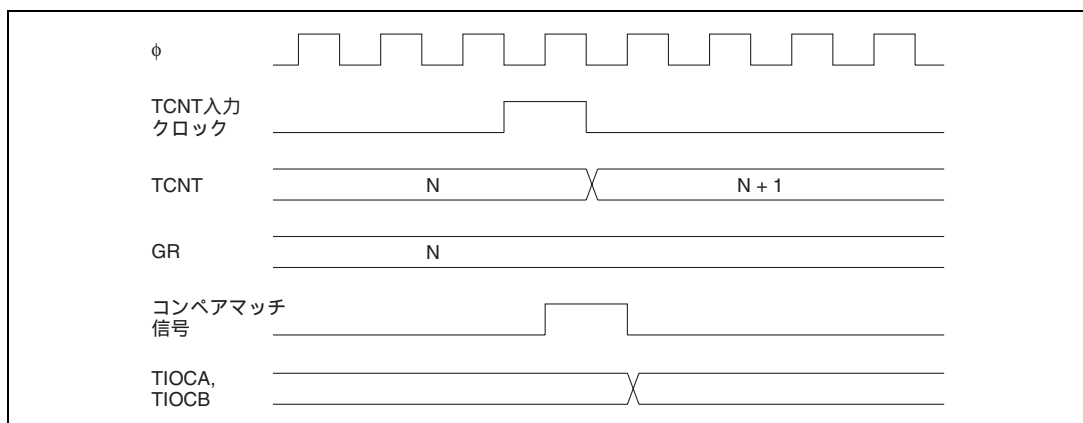 φ
TCNT入力
クロック
TCNT
N
N + 1
GR
N
コンペアマッチ
信号
TIOCA,
TIOCB